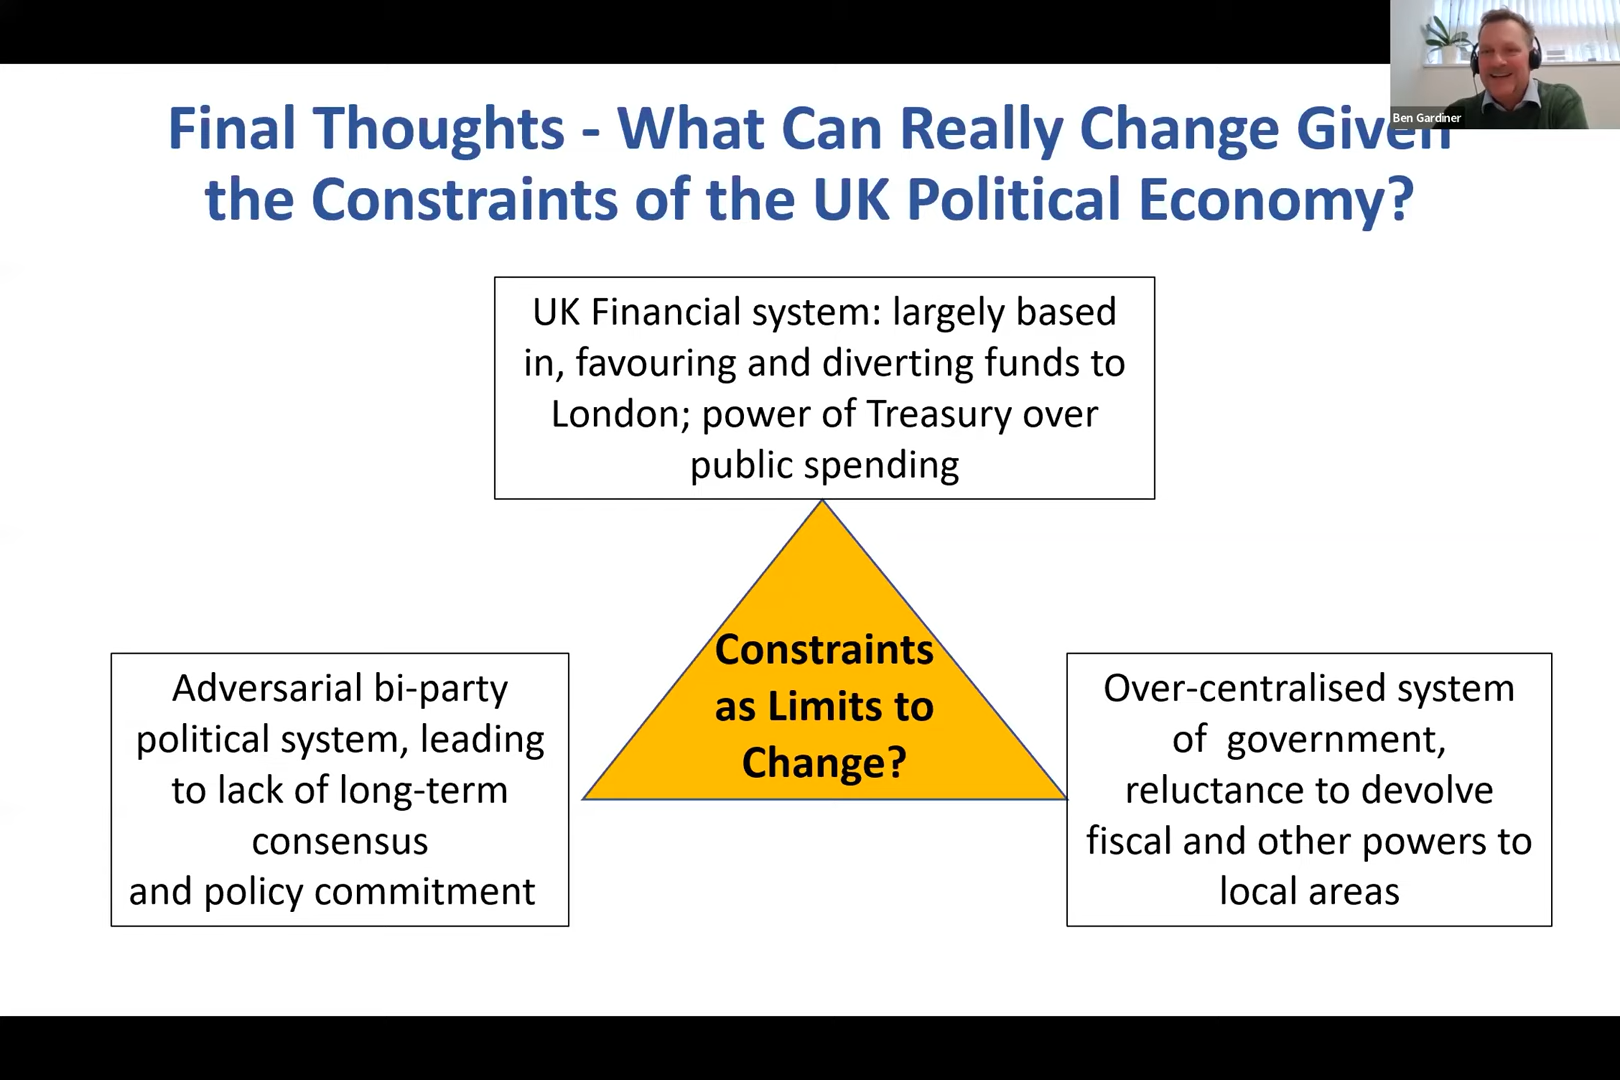 Final Thoughts - What Can Really Change Given
the Constraints of the UK Political Economy?
Ben Gardiner
UK Financial system: largely based
in, favouring and diverting funds to
London; power of Treasury over
public spending
Constraints
as Limits to
Change?
Adversarial bi-party
political system, leading
to lack of long-term
consensus
and policy commitment
Over-centralised system
of  government,
reluctance to devolve
fiscal and other powers to
local areas